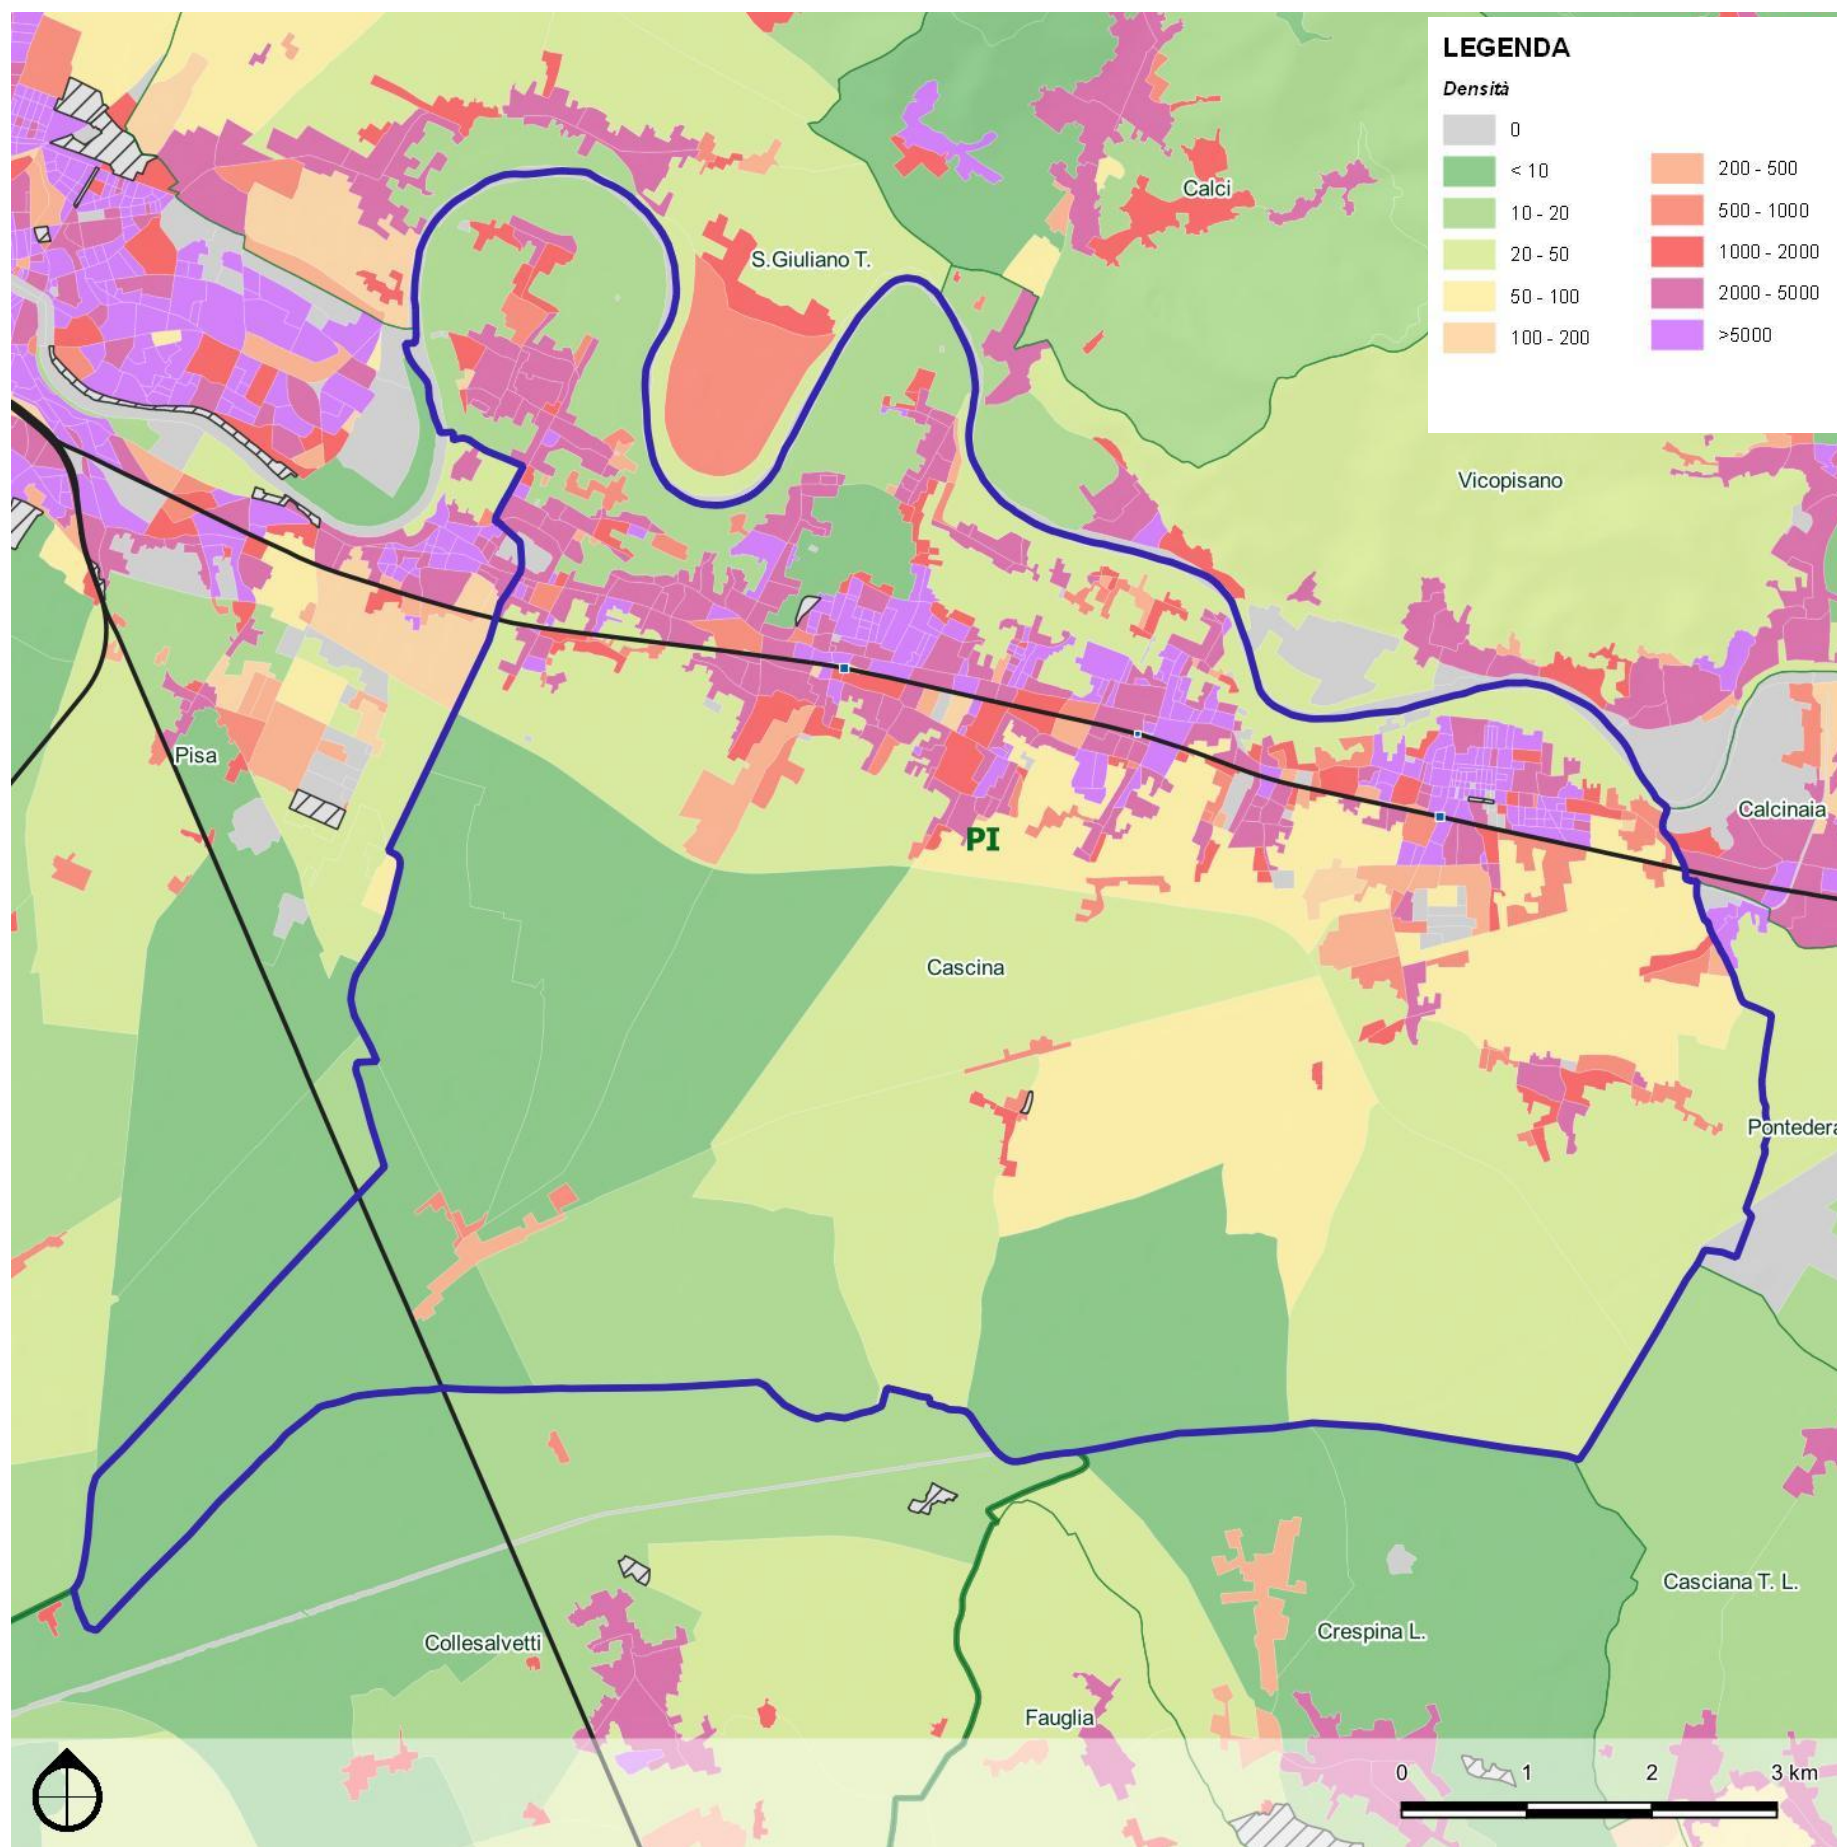 LEGENDA
Densità
0
< 10
10 - 20
20 - 50
50 - 100
100 - 200
200 - 500
500 - 1000
1000 - 2000
2000 - 5000
>5000
Calci
S.Giuliano T.
Vicopisano
Pisa
Calcinaia
PI
Cascina
Pontedera
Casciana T. L.
Crespina L.
Collesalvetti
Fauglia
0 1 2 3 km